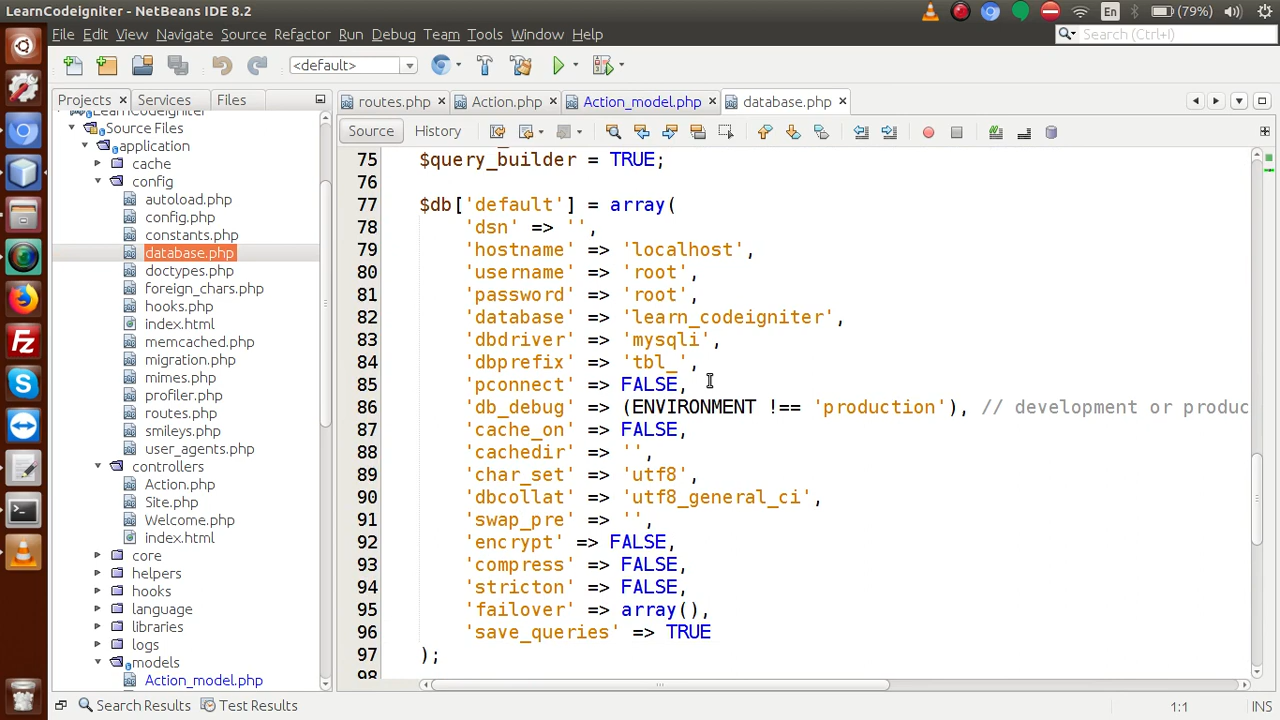 LearnCodeigniter - NetBeans IDE 8.2
En
(79%)
File Edit View Navigate Source Refactor Run Debug Team Tools Window Help
Search (Ctrl+I)
<default>
Projects
Services
Files
routes.php
Action.php
Action_model.php
database.php
Source
History
LearnCodeigniter
Source Files
application
cache
config
autoload.php
config.php
constants.php
database.php
doctypes.php
foreign_chars.php
hooks.php
index.html
memcached.php
migration.php
mimes.php
profiler.php
routes.php
smileys.php
user_agents.php
controllers
Action.php
Site.php
Welcome.php
index.html
core
helpers
hooks
language
libraries
logs
models
Action_model.php
75 $query_builder = TRUE;
76
77 $db['default'] = array(
78 'dsn' => '',
79 'hostname' => 'localhost',
80 'username' => 'root',
81 'password' => 'root',
82 'database' => 'learn_codeigniter',
83 'dbdriver' => 'mysqli',
84 'dbprefix' => 'tbl_',
85 'pconnect' => FALSE,
86 'db_debug' => (ENVIRONMENT !== 'production'), // development or produc
87 'cache_on' => FALSE,
88 'cachedir' => '',
89 'char_set' => 'utf8',
90 'dbcollat' => 'utf8_general_ci',
91 'swap_pre' => '',
92 'encrypt' => FALSE,
93 'compress' => FALSE,
94 'stricton' => FALSE,
95 'failover' => array(),
96 'save_queries' => TRUE
97 );
98
Search Results
Test Results
1:1
INS